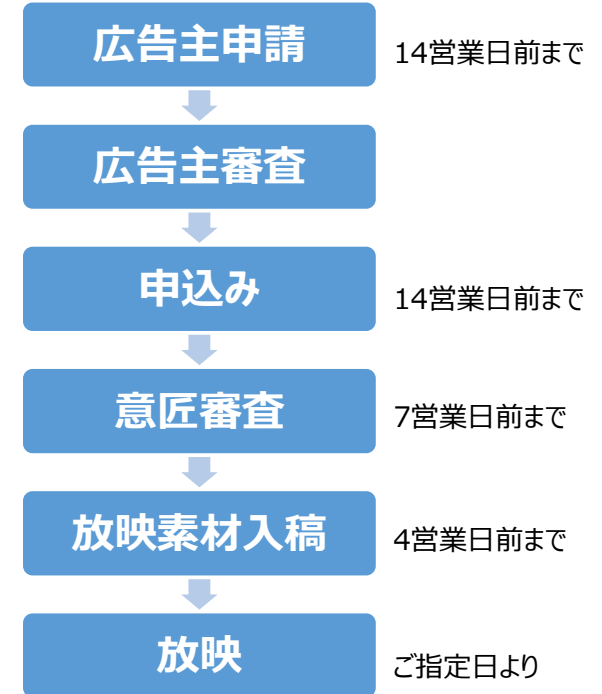 広告主申請
14営業日前まで
広告主審査
申込み
14営業日前まで
意匠審査
7営業日前まで
放映素材入稿
4営業日前まで
放映
ご指定日より